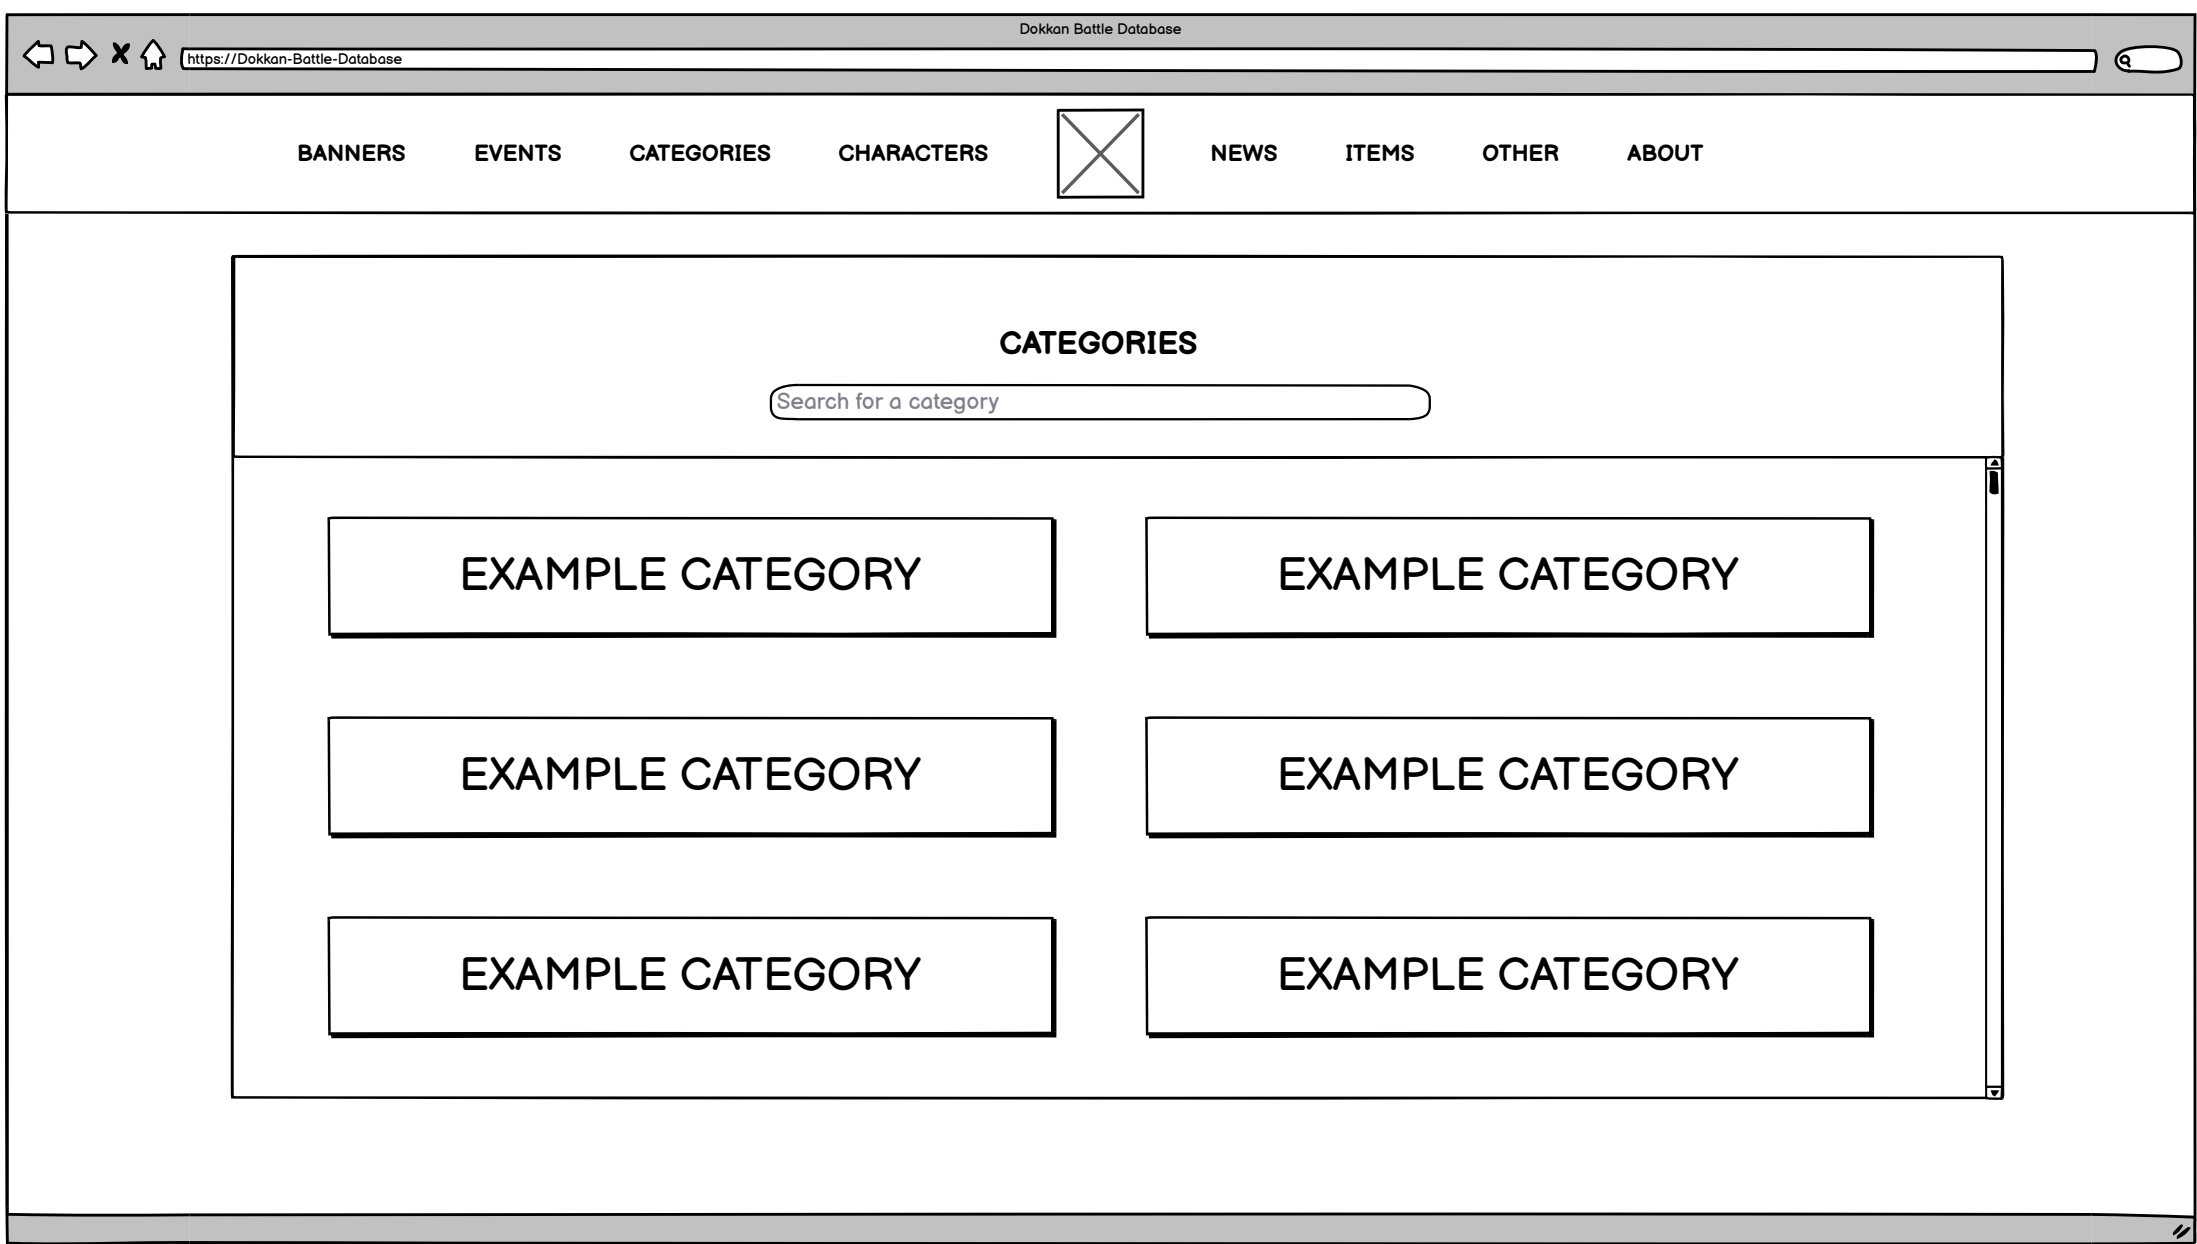 Dokkan Battle Database
https://Dokkan-Battle-Database
BANNERS EVENTS CATEGORIES CHARACTERS NEWS ITEMS OTHER ABOUT
CATEGORIES
Search for a category
EXAMPLE CATEGORY EXAMPLE CATEGORY
EXAMPLE CATEGORY EXAMPLE CATEGORY
EXAMPLE CATEGORY EXAMPLE CATEGORY